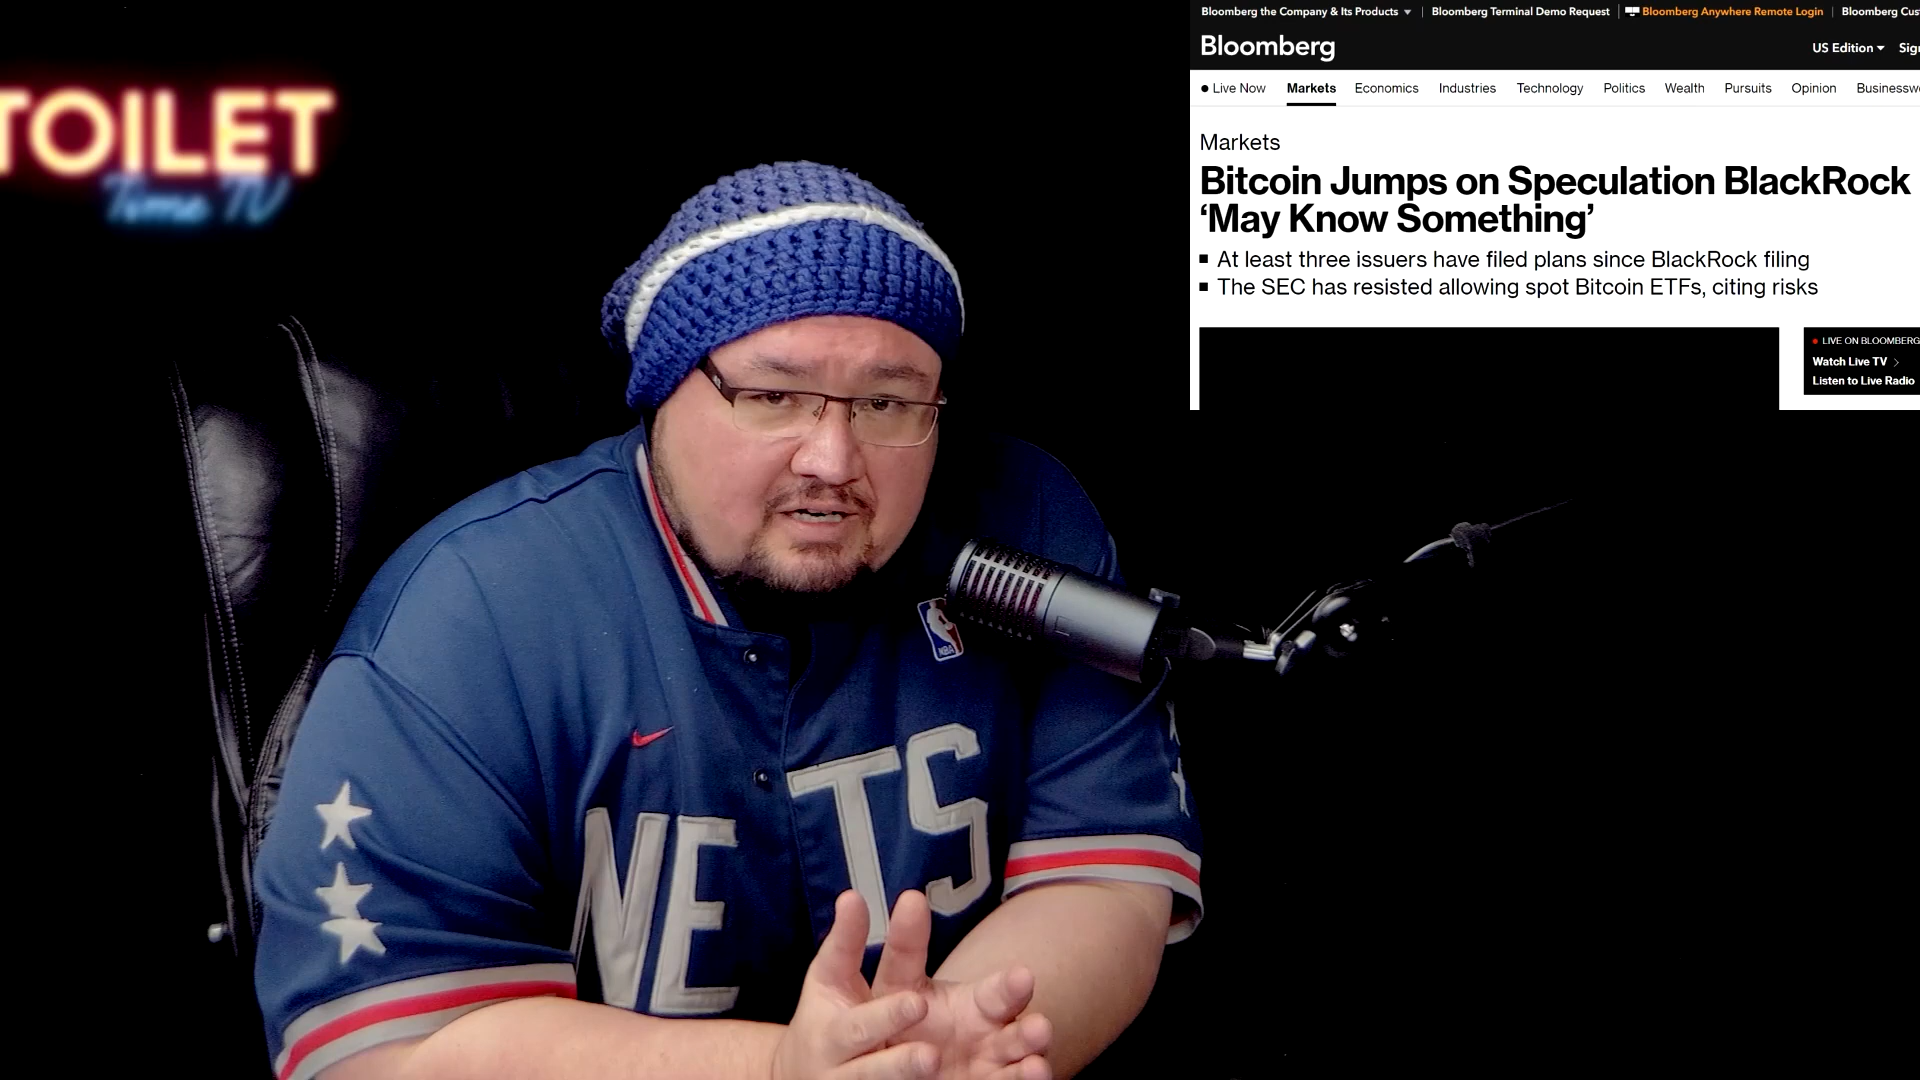 TOILET
Time TV
Bloomberg the Company & Its Products
Bloomberg Terminal Demo Request
Bloomberg Anywhere Remote Login
Bloomberg
US Edition
Live Now
Markets
Economics
Industries
Technology
Politics
Wealth
Pursuits
Opinion
Markets
Bitcoin Jumps on Speculation BlackRock
‘May Know Something’
At least three issuers have filed plans since BlackRock filing
The SEC has resisted allowing spot Bitcoin ETFs, citing risks
LIVE ON BLOOMBERG
Watch Live TV
Listen to Live Radio
NBA
NETS